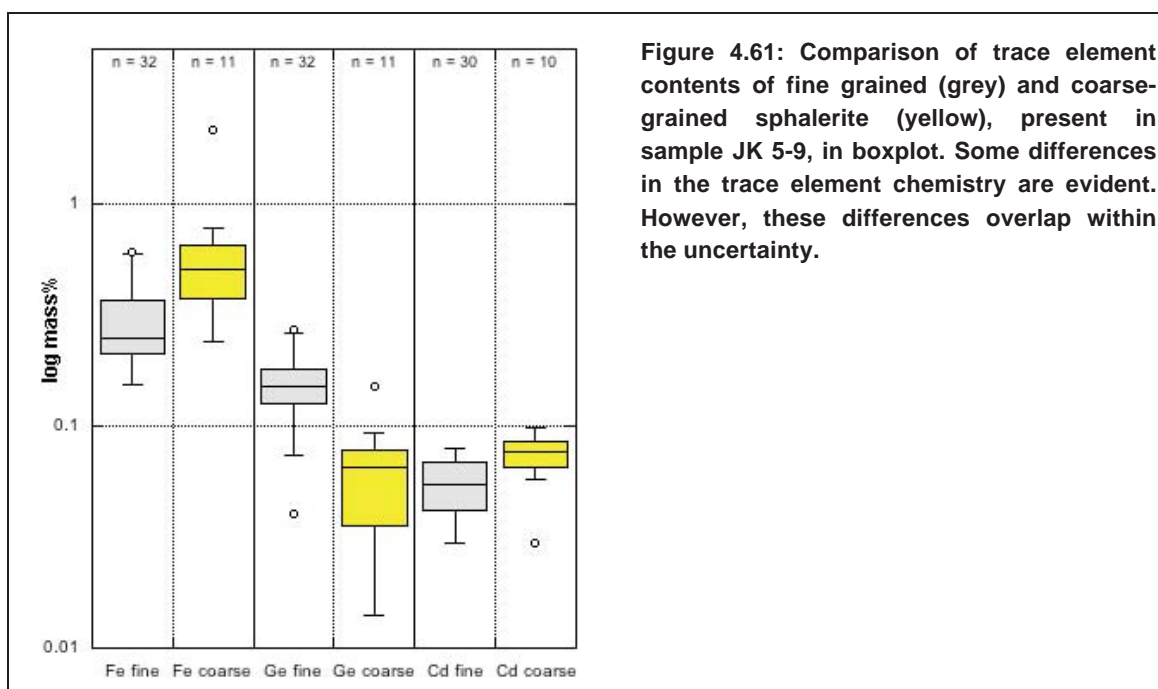 n = 32 n = 11 n = 32 n = 11 n = 30 n = 10
1
0.1
0.01
log mass%
Fe fine Fe coarse Ge fine Ge coarse Cd fine Cd coarse
Figure 4.61: Comparison of trace element
contents of fine grained (grey) and coarse-
grained sphalerite (yellow), present in
sample JK 5-9, in boxplot. Some differences
in the trace element chemistry are evident.
However, these differences overlap within
the uncertainty.